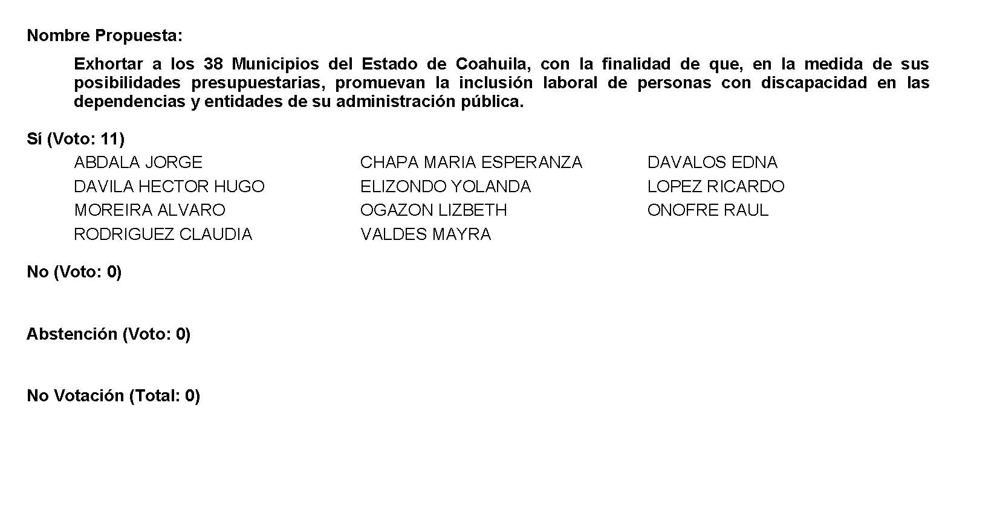 Nombre Propuesta:
Exhortar a los 38 Municipios del Estado de Coahuila, con la finalidad de que, en la medida de sus
posibilidades presupuestarias, promuevan la inclusión laboral de personas con discapacidad en las
dependencias y entidades de su administración pública.
Sí (Voto: 11)
ABDALA JORGE CHAPA MARIA ESPERANZA DAVALOS EDNA
DAVILA HECTOR HUGO ELIZONDO YOLANDA LOPEZ RICARDO
MOREIRA ALVARO OGAZON LIZBETH ONOFRE RAUL
RODRIGUEZ CLAUDIA VALDES MAYRA
No (Voto: 0)
Abstención (Voto: 0)
No Votación (Total: 0)